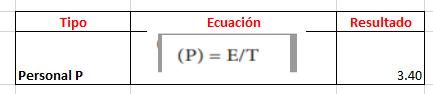 Tipo Ecuación Resultado
(P) = E/T
Personal P 3.40